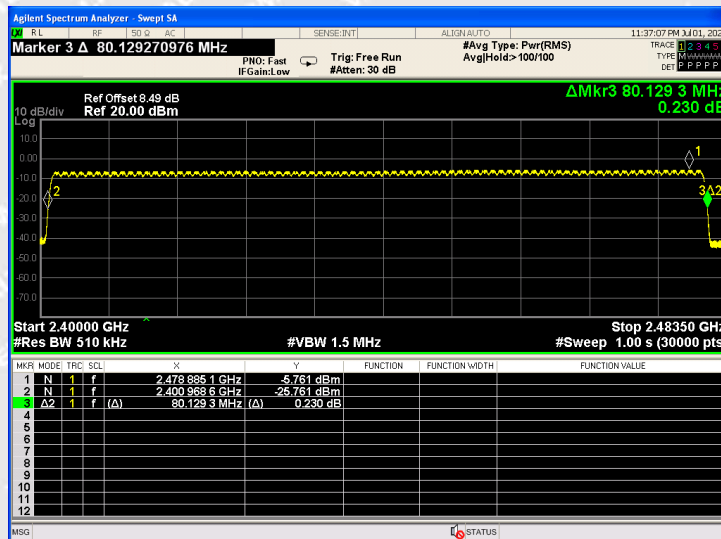 Agilent Spectrum Analyzer - Swept SA
LXI RL RF 50 Ω AC SENSE:INT ALIGN AUTO 11:37:07 PM Jul 01, 202
Marker 3 Δ 80.129270976 MHz
PNO: Fast
IFGain:Low
Trig: Free Run
#Atten: 30 dB
#Avg Type: Pwr(RMS)
Avg|Hold:>100/100
TRACE 1 2 3 4 5
TYPE M
DET P P P P P
Ref Offset 8.49 dB
Ref 20.00 dBm
10 dB/div
Log
ΔMkr3 80.129 3 MHz
0.230 dB
10.0
0.00
-10.0
-20.0
-30.0
-40.0
-50.0
-60.0
-70.0
1
2
3Δ2
Start 2.40000 GHz Stop 2.48350 GHz
#Res BW 510 kHz #VBW 1.5 MHz #Sweep 1.00 s (30000 pts
MKR MODE TRC SCL X Y FUNCTION FUNCTION WIDTH FUNCTION VALUE
1 N 1 f 2.478 885 1 GHz -5.761 dBm
2 N 1 f 2.400 968 6 GHz -25.761 dBm
3 Δ2 1 f (Δ) 80.129 3 MHz (Δ) 0.230 dB
4
5
6
7
8
9
10
11
12
MSG STATUS